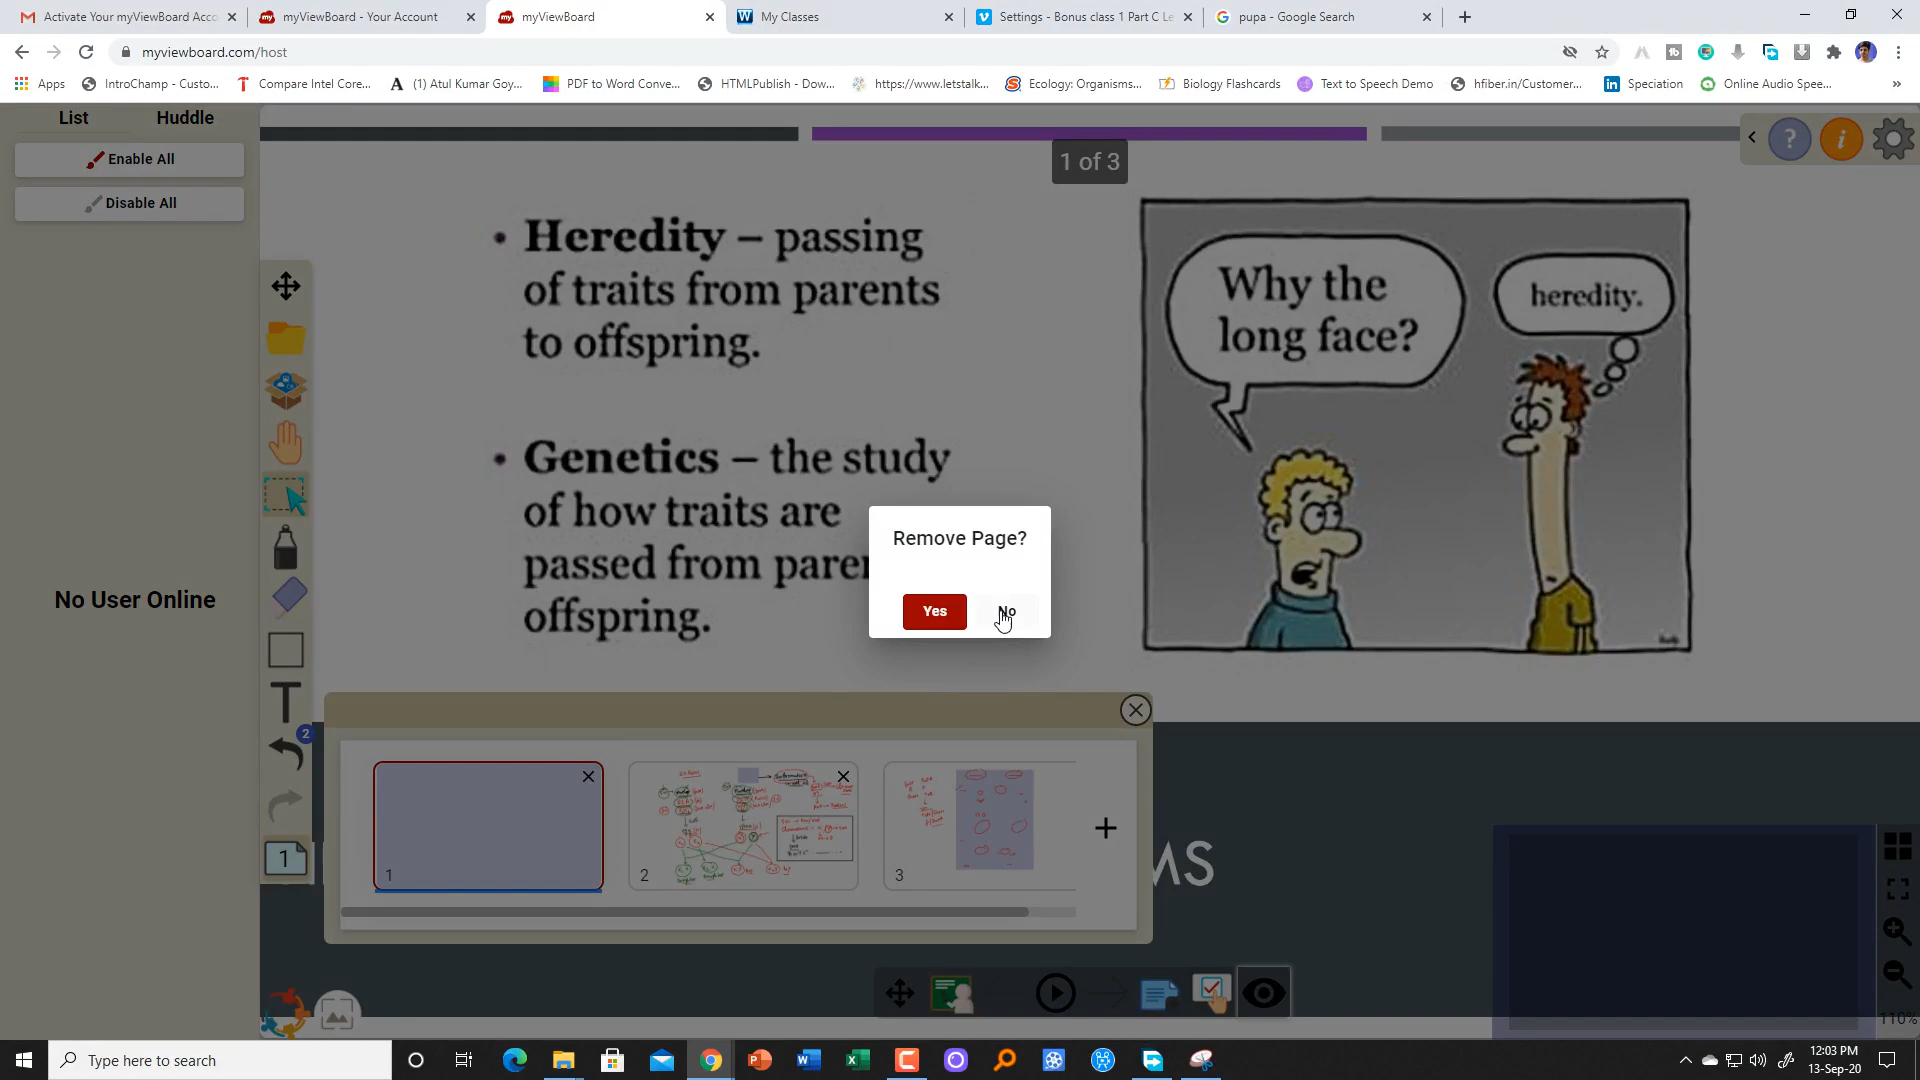 Activate Your myViewBoard Acco
myViewBoard - Your Account
myViewBoard
My Classes
Settings - Bonus class 1 Part C Le
pupa - Google Search
myviewboard.com/host
Apps
IntroChamp - Custo...
Compare Intel Core...
(1) Atul Kumar Goy...
PDF to Word Conve...
HTMLPublish - Dow...
https://www.letstalk...
Ecology: Organisms...
Biology Flashcards
Text to Speech Demo
hfiber.in/Customer...
Speciation
Online Audio Spee...
List
Huddle
Enable All
Disable All
No User Online
1 of 3
• Heredity – passing
of traits from parents
to offspring.
• Genetics – the study
of how traits are
passed from paren
offspring.
Why the
long face?
heredity.
Remove Page?
Yes
No
T
2
1
1
2
3
MS
110%
Type here to search
12:03 PM
13-Sep-20